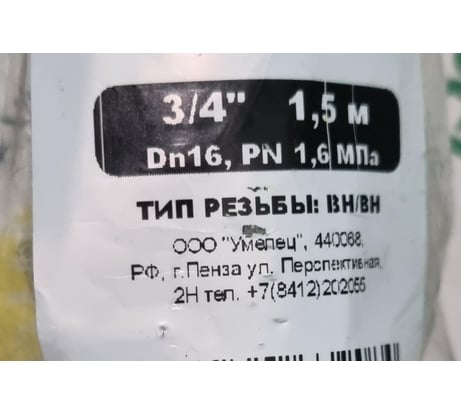 3/4" 1,5 м
Dn16, PN 1,6 МПа
ТИП РЕЗЬБЫ: ВН/ВН
ООО "Умелец", 440068,
РФ, г.Пенза ул. Перспективная,
2Н тел. +7(8412)202055